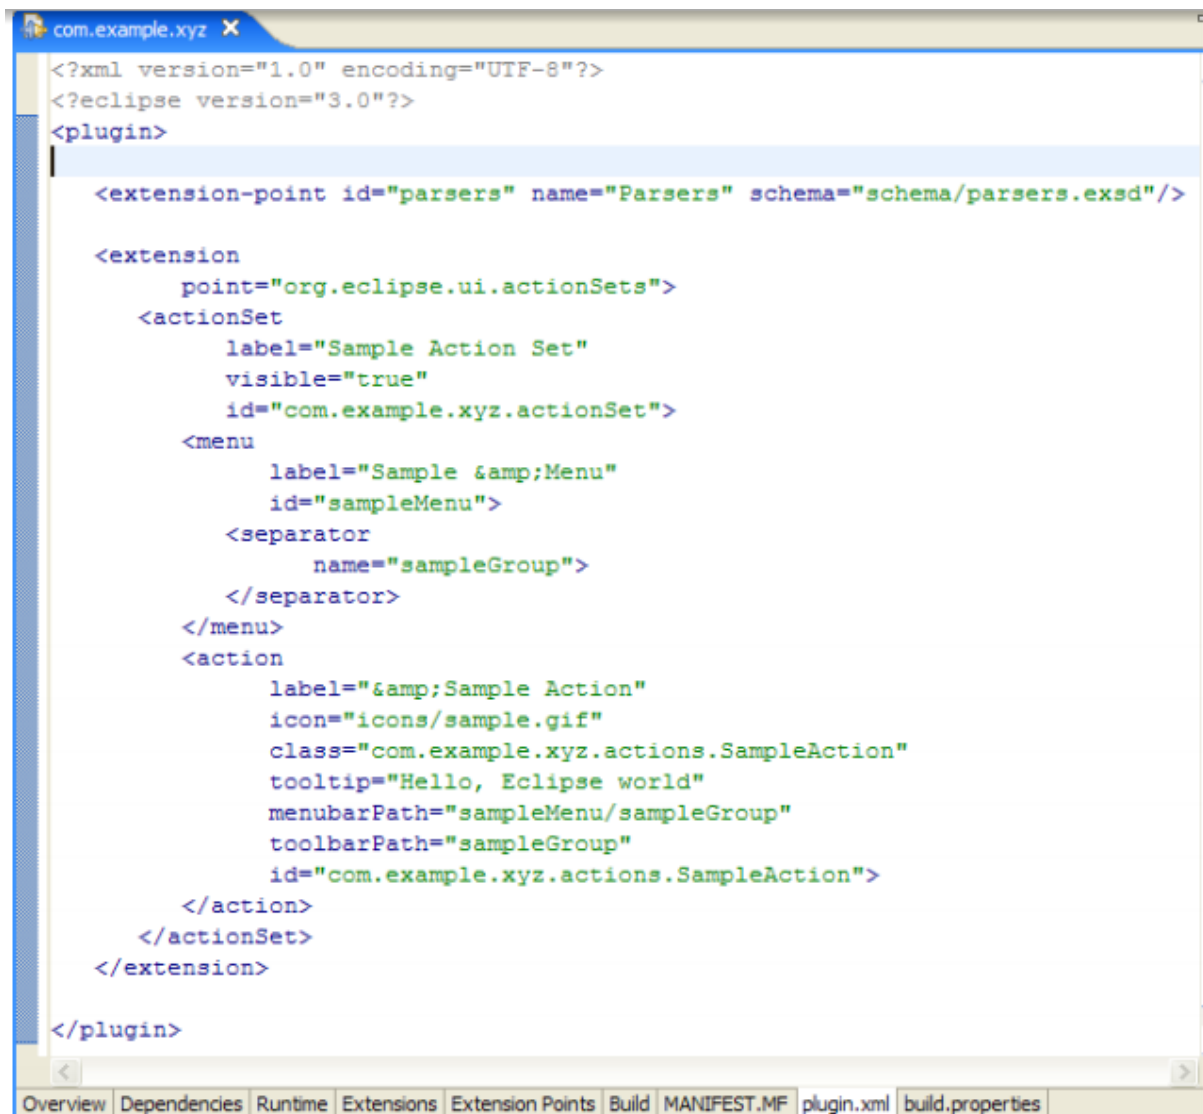 com.example.xyz
<?xml version="1.0" encoding="UTF-8"?>
<?eclipse version="3.0"?>
<plugin>
<extension-point id="parsers" name="Parsers" schema="schema/parsers.exsd"/>
<extension
point="org.eclipse.ui.actionSets">
<actionSet
label="Sample Action Set"
visible="true"
id="com.example.xyz.actionSet">
<menu
label="Sample &amp;Menu"
id="sampleMenu">
<separator
name="sampleGroup">
</separator>
</menu>
<action
label="&amp;Sample Action"
icon="icons/sample.gif"
class="com.example.xyz.actions.SampleAction"
tooltip="Hello, Eclipse world"
menubarPath="sampleMenu/sampleGroup"
toolbarPath="sampleGroup"
id="com.example.xyz.actions.SampleAction">
</action>
</actionSet>
</extension>
</plugin>
Overview Dependencies Runtime Extensions Extension Points Build MANIFEST.MF plugin.xml build.properties